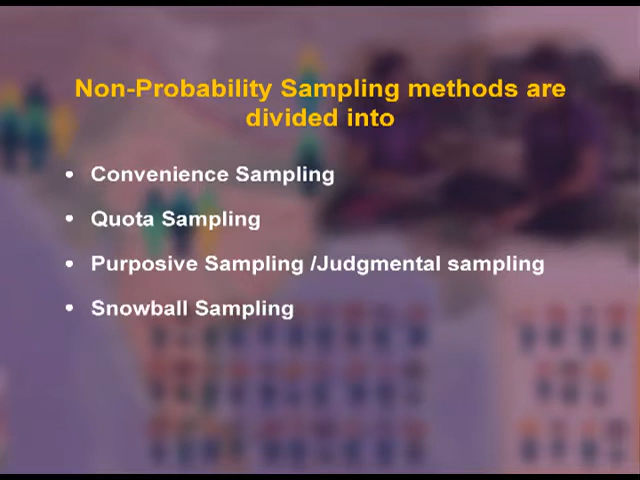 Non-Probability Sampling methods are
divided into
• Convenience Sampling
• Quota Sampling
• Purposive Sampling /Judgmental sampling
• Snowball Sampling